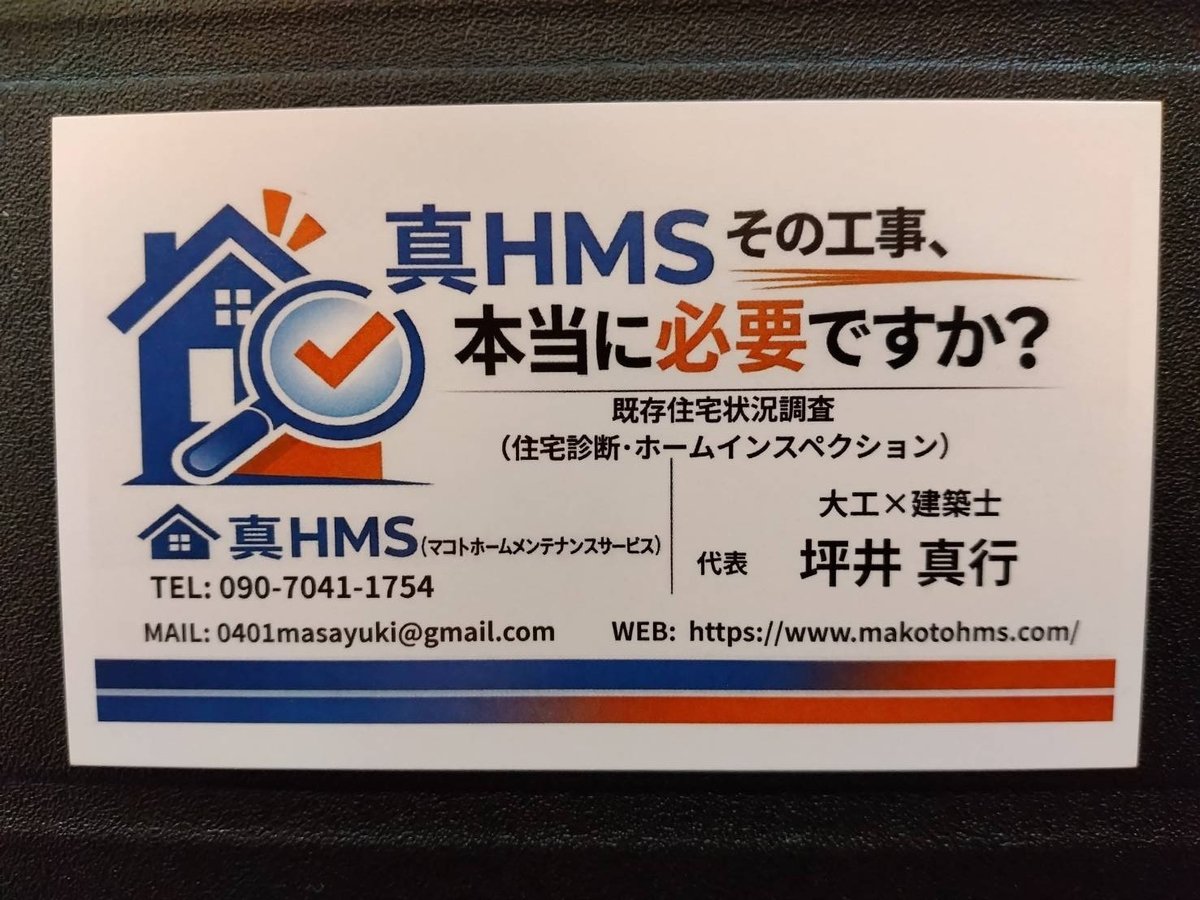 真HMS その工事、
本当に必要ですか?
既存住宅状況調査
(住宅診断・ホームインスペクション)
真HMS(マコトホームメンテナンスサービス)
TEL: 090-7041-1754
大工×建築士
代表 坪井 真行
MAIL: 0401masayuki@gmail.com WEB: https://www.makotohms.com/